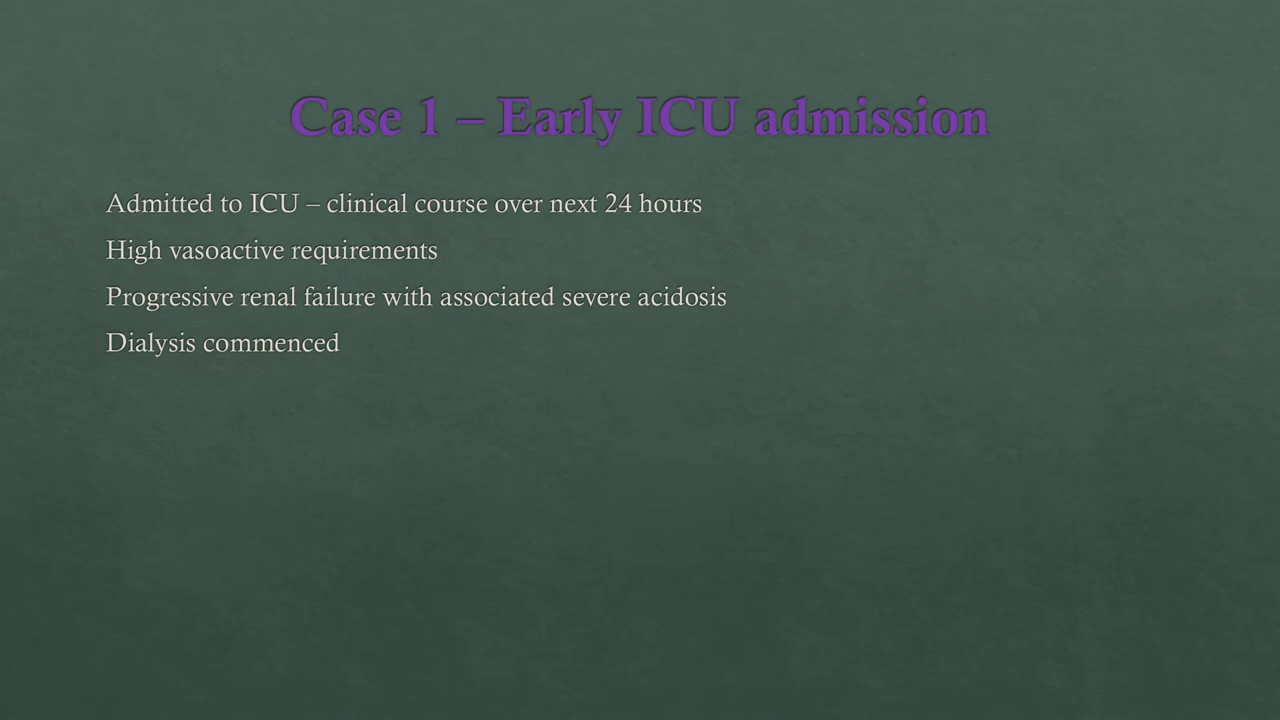 Case 1 – Early ICU admission
Admitted to ICU – clinical course over next 24 hours
High vasoactive requirements
Progressive renal failure with associated severe acidosis
Dialysis commenced